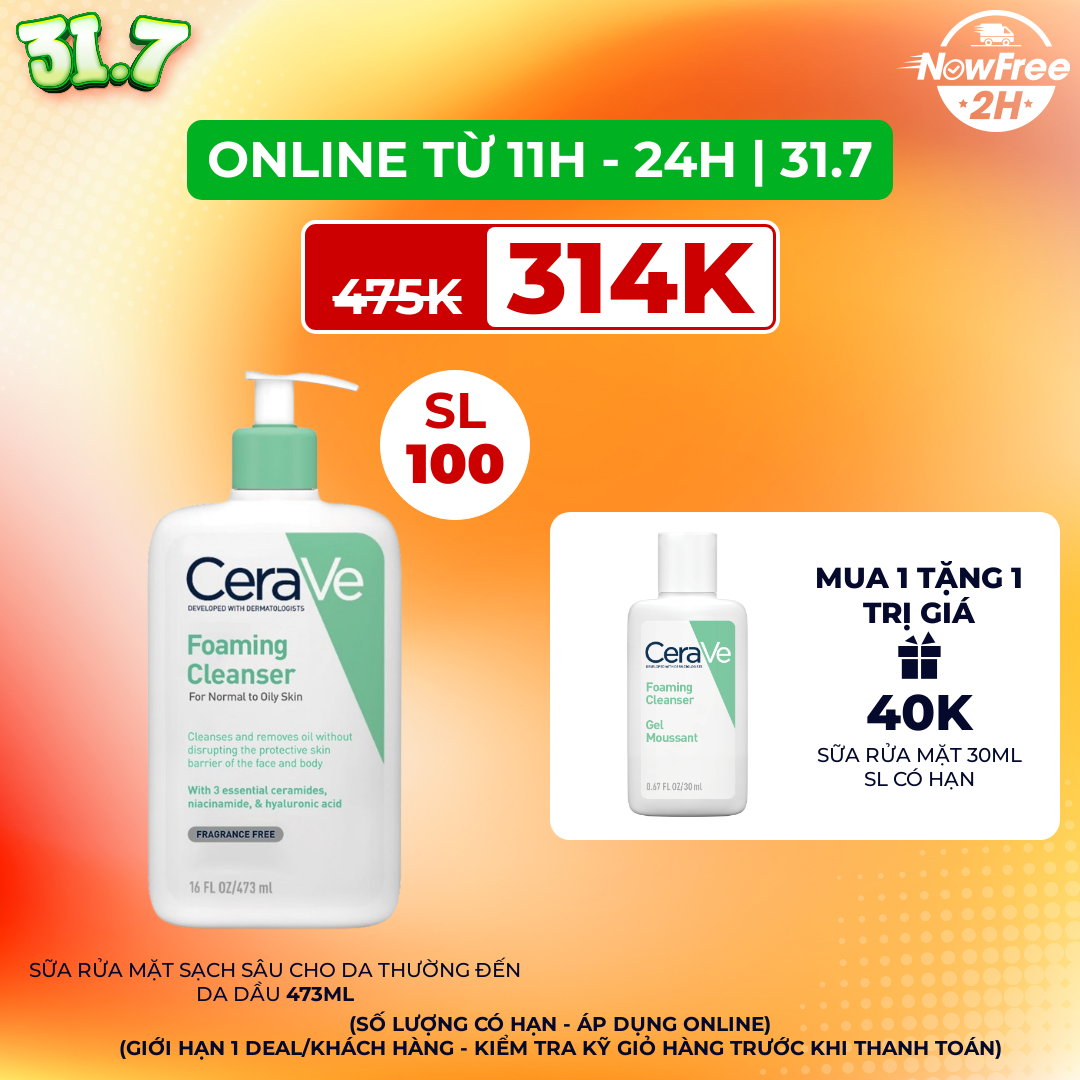 31.7
NowFree
2H
ONLINE TỪ 11H - 24H | 31.7
475K
314K
SL
100
CeraVe
DEVELOPED WITH DERMATOLOGISTS
Foaming
Cleanser
For Normal to Oily Skin
Cleanses and removes oil without
disrupting the protective skin
barrier of the face and body
With 3 essential ceramides,
niacinamide, & hyaluronic acid
FRAGRANCE FREE
16 FL OZ/473 ml
CeraVe
DEVELOPED WITH DERMATOLOGISTS
Foaming
Cleanser
Gel
Moussant
0.67 FL OZ/30 ml
MUA 1 TẶNG 1
TRỊ GIÁ
40K
SỮA RỬA MẶT 30ML
SL CÓ HẠN
SỮA RỬA MẶT SẠCH SÂU CHO DA THƯỜNG ĐẾN
DA DẦU 473ML
(SỐ LƯỢNG CÓ HẠN - ÁP DỤNG ONLINE)
(GIỚI HẠN 1 DEAL/KHÁCH HÀNG - KIỂM TRA KỸ GIỎ HÀNG TRƯỚC KHI THANH TOÁN)